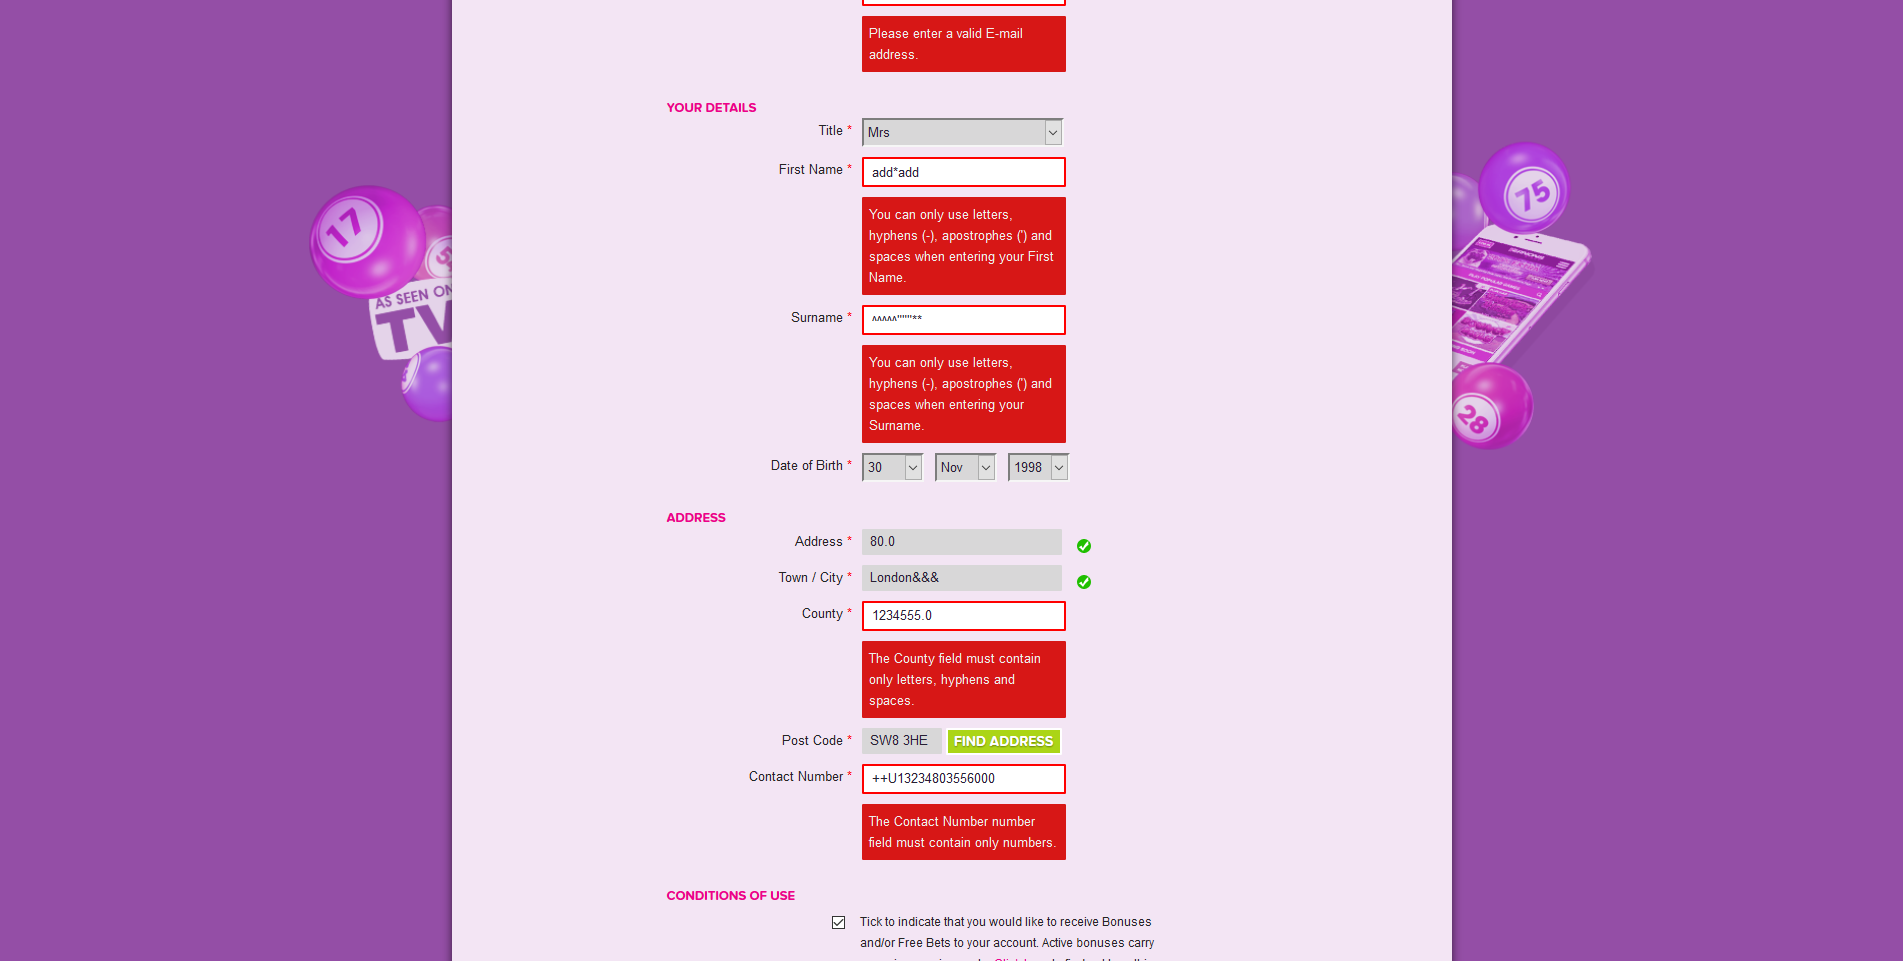 Please enter a valid E-mail
address.
YOUR DETAILS
Title *
Mrs
First Name *
add*add
You can only use letters,
hyphens (-), apostrophes (') and
spaces when entering your First
Name.
Surname *
^^^^^"""**
You can only use letters,
hyphens (-), apostrophes (') and
spaces when entering your
Surname.
Date of Birth *
30 Nov 1998
ADDRESS
Address *
80.0
Town / City *
London&&&
County *
1234555.0
The County field must contain
only letters, hyphens and
spaces.
Post Code *
SW8 3HE FIND ADDRESS
Contact Number *
++U13234803556000
The Contact Number number
field must contain only numbers.
CONDITIONS OF USE
Tick to indicate that you would like to receive Bonuses
and/or Free Bets to your account. Active bonuses carry
17
AS SEEN ON
TV
75
28